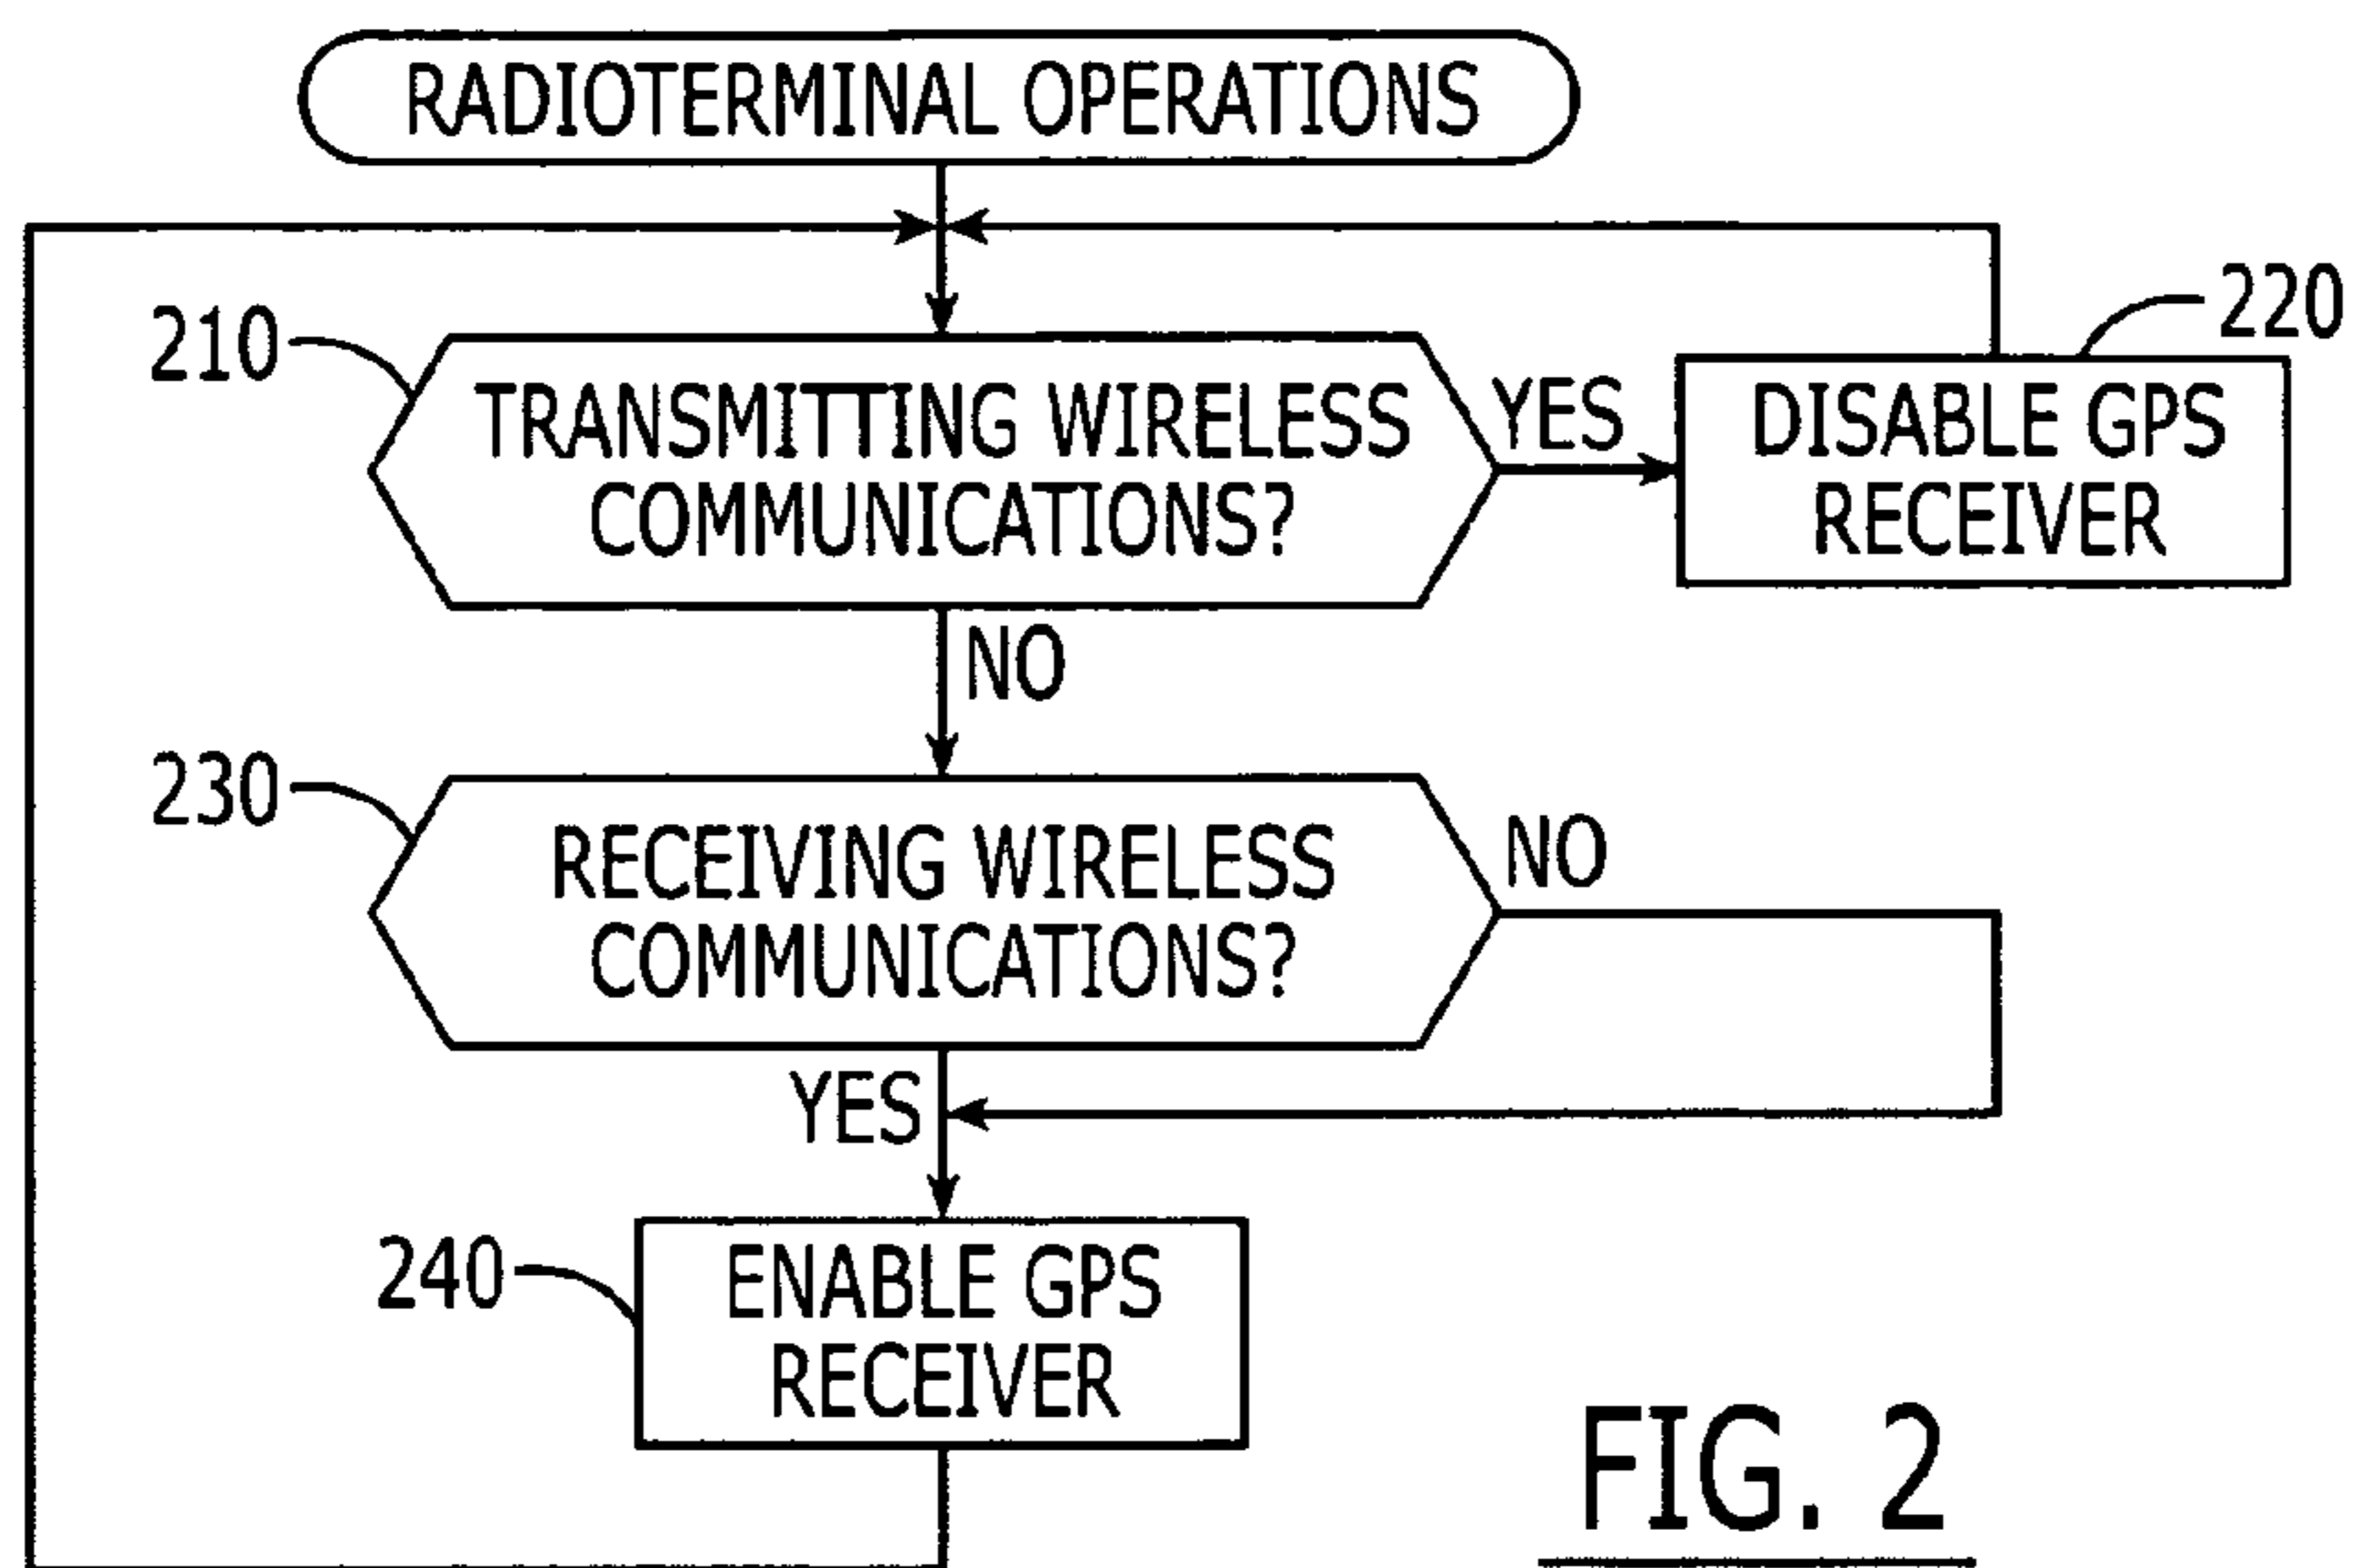 RADIOTERMINAL OPERATIONS
210
TRANSMITTING WIRELESS
COMMUNICATIONS?
YES
220
DISABLE GPS
RECEIVER
NO
230
RECEIVING WIRELESS
COMMUNICATIONS?
NO
YES
240
ENABLE GPS
RECEIVER
FIG. 2